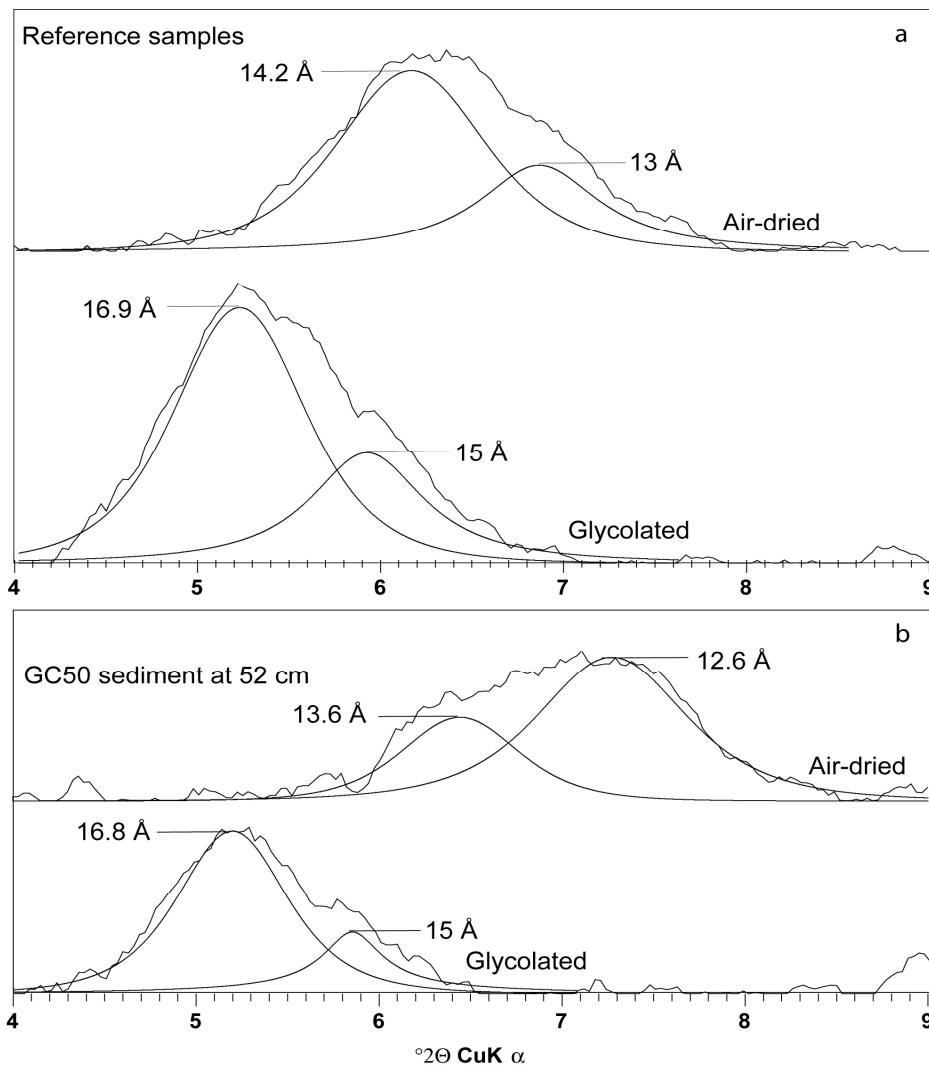 Reference samples
a
14.2 Å
13 Å
Air-dried
16.9 Å
15 Å
Glycolated
4 5 6 7 8 9
b
GC50 sediment at 52 cm
12.6 Å
13.6 Å
Air-dried
16.8 Å
15 Å
Glycolated
4 5 6 7 8 9
°2Θ CuK α